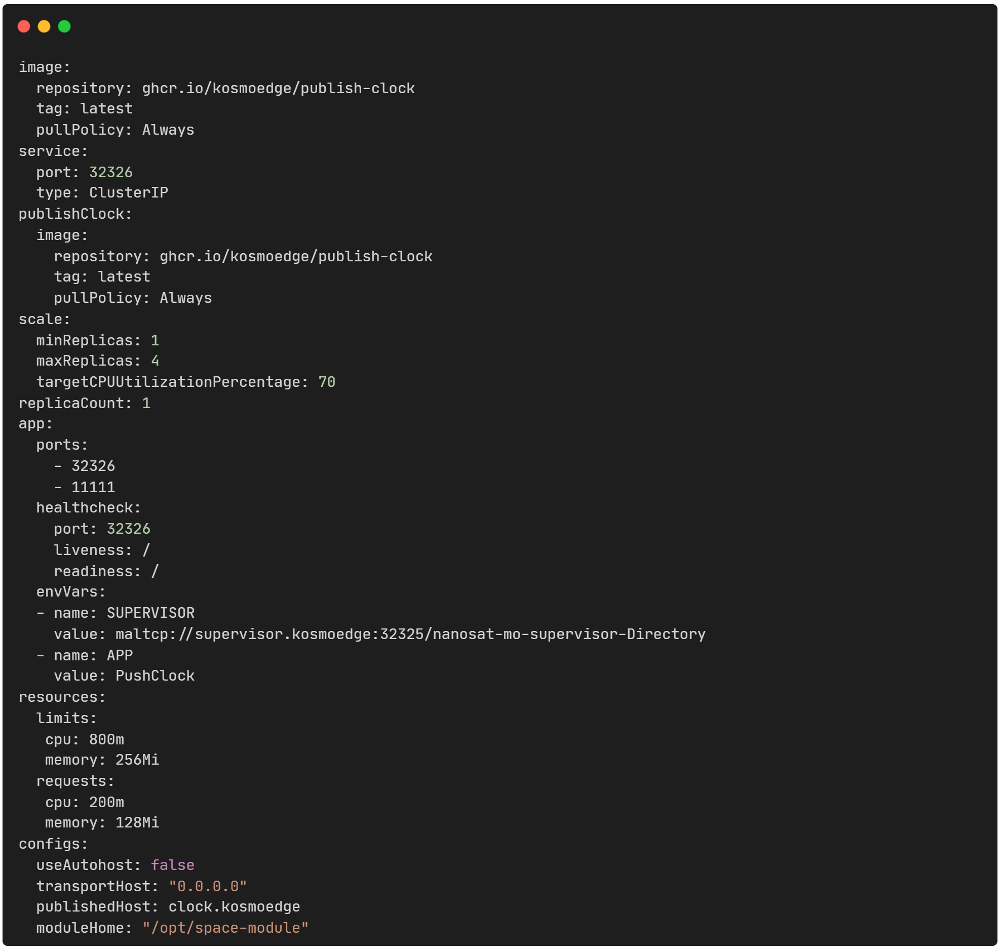 image:
  repository: ghcr.io/kosmoedge/publish-clock
  tag: latest
  pullPolicy: Always
service:
  port: 32326
  type: ClusterIP
publishClock:
  image:
    repository: ghcr.io/kosmoedge/publish-clock
    tag: latest
    pullPolicy: Always
scale:
  minReplicas: 1
  maxReplicas: 4
  targetCPUUtilizationPercentage: 70
replicaCount: 1
app:
  ports:
    - 32326
    - 11111
  healthcheck:
    port: 32326
    liveness: /
    readiness: /
  envVars:
  - name: SUPERVISOR
    value: maltcp://supervisor.kosmoedge:32325/nanosat-mo-supervisor-Directory
  - name: APP
    value: PushClock
resources:
  limits:
   cpu: 800m
   memory: 256Mi
  requests:
   cpu: 200m
   memory: 128Mi
configs:
  useAutohost: false
  transportHost: "0.0.0.0"
  publishedHost: clock.kosmoedge
  moduleHome: "/opt/space-module"